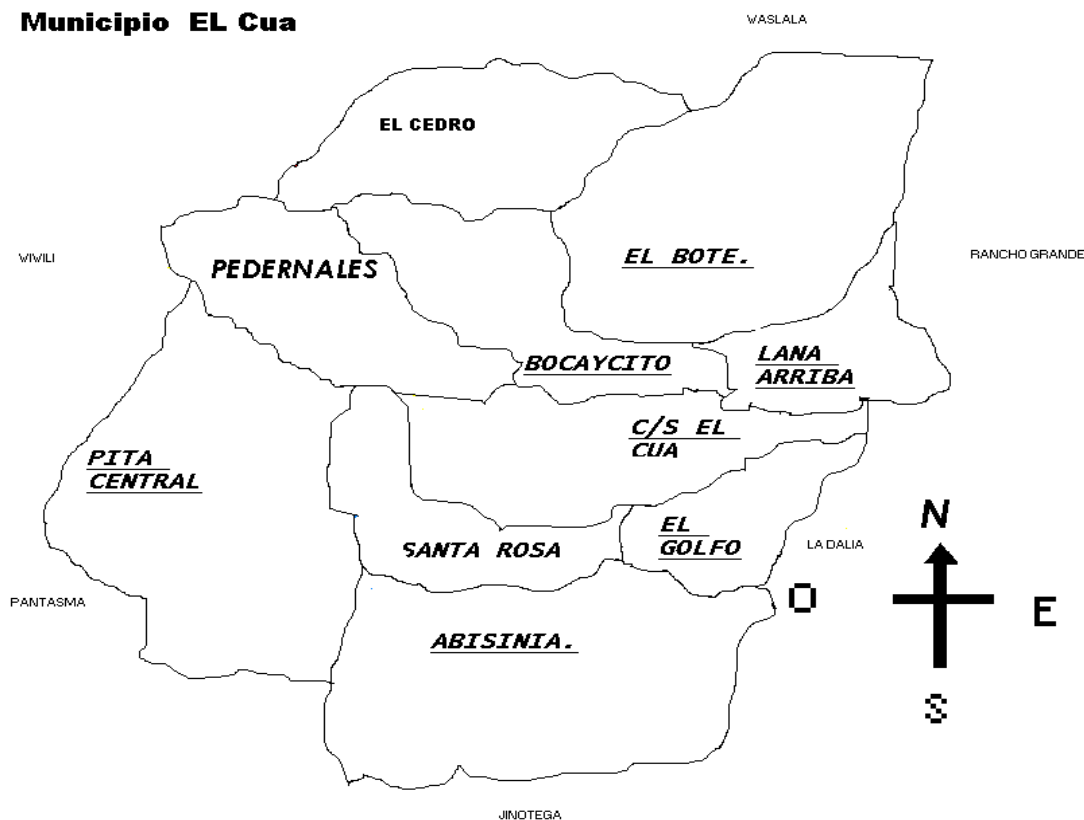 Municipio EL Cua
WASLALA
EL CEDRO
WIWILI
PEDERNALES
EL BOTE.
RANCHO GRANDE
BOCAYCITO
LANA
ARRIBA
C/S EL
CUA
PITA
CENTRAL
SANTA ROSA
EL
GOLFO
LA DALIA
N
O
E
S
PANTASMA
ABISINIA.
JINOTEGA